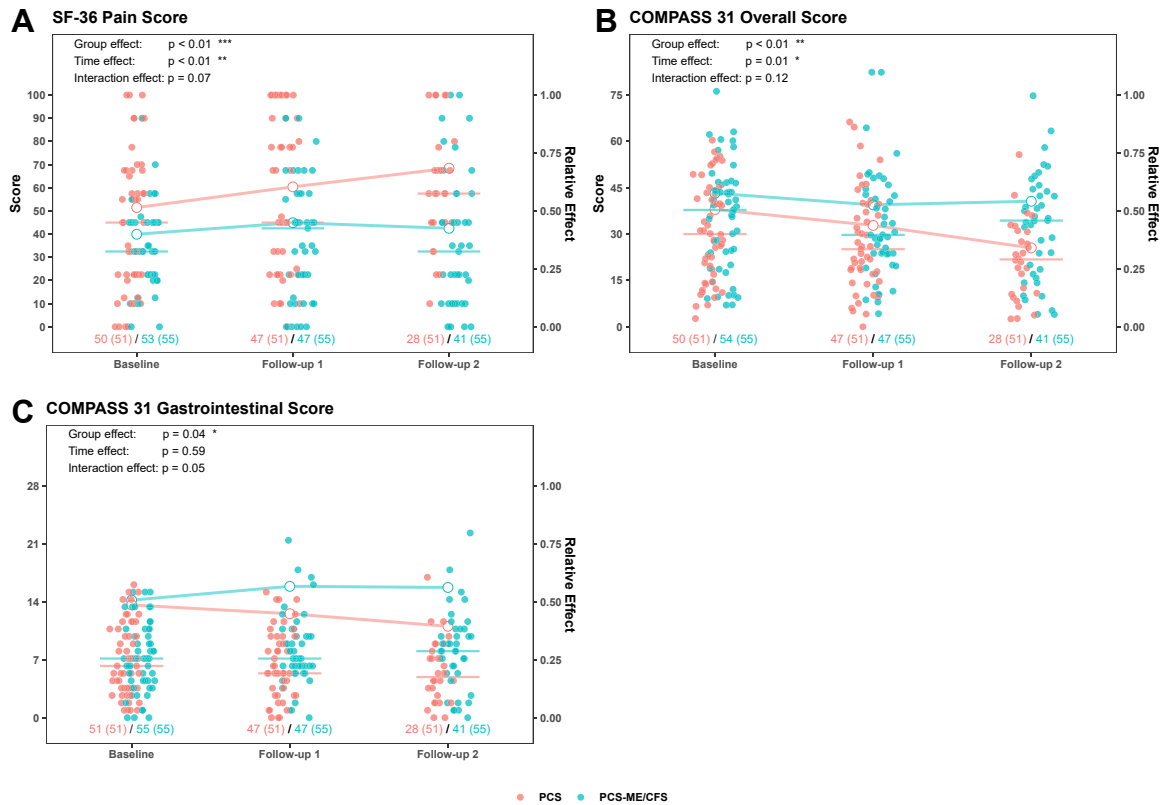 A SF-36 Pain Score
Group effect: p < 0.01 ***
Time effect: p < 0.01 **
Interaction effect: p = 0.07
Score
100
90
80
70
60
50
40
30
20
10
0
1.00
0.75
0.50
0.25
0.00
Relative Effect
50 (51) / 53 (55)
47 (51) / 47 (55)
28 (51) / 41 (55)
Baseline
Follow-up 1
Follow-up 2
B COMPASS 31 Overall Score
Group effect: p < 0.01 **
Time effect: p = 0.01 *
Interaction effect: p = 0.12
Score
75
60
45
30
15
0
1.00
0.75
0.50
0.25
0.00
Relative Effect
50 (51) / 54 (55)
47 (51) / 47 (55)
28 (51) / 41 (55)
Baseline
Follow-up 1
Follow-up 2
C COMPASS 31 Gastrointestinal Score
Group effect: p = 0.04 *
Time effect: p = 0.59
Interaction effect: p = 0.05
28
21
14
7
0
1.00
0.75
0.50
0.25
0.00
Relative Effect
51 (51) / 55 (55)
47 (51) / 47 (55)
28 (51) / 41 (55)
Baseline
Follow-up 1
Follow-up 2
PCS PCS-ME/CFS